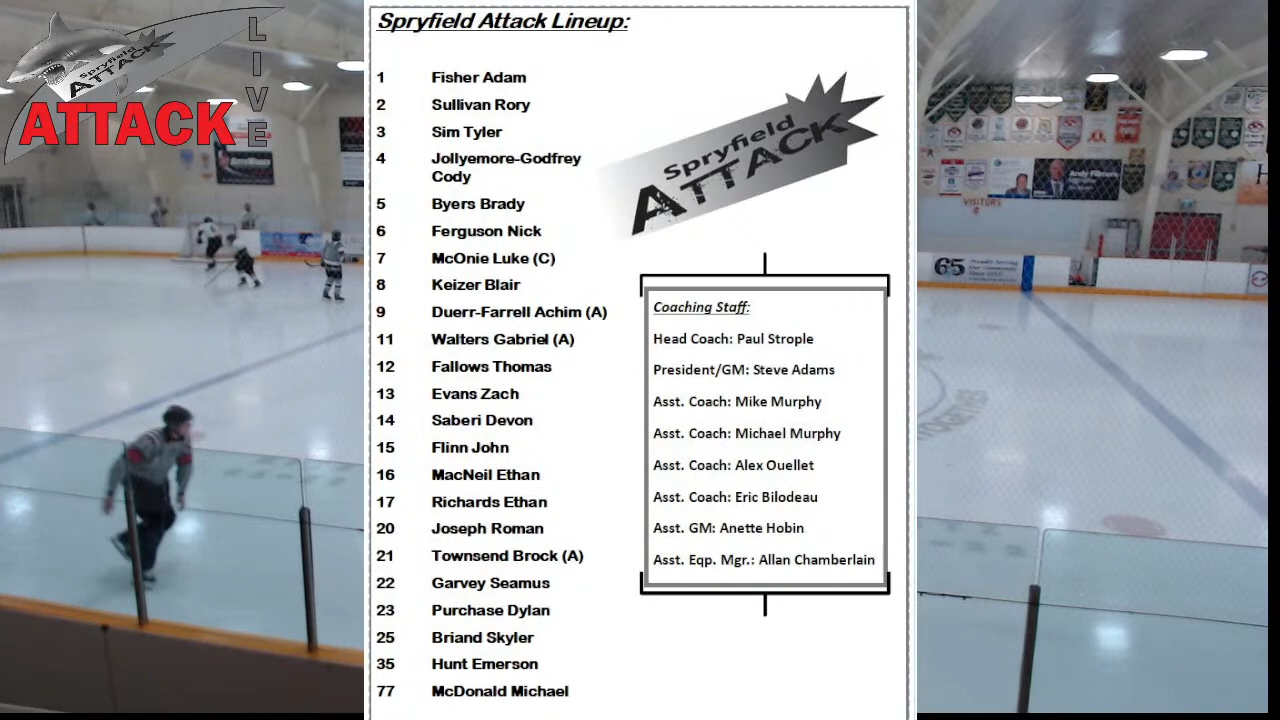 Spryfield
ATTACK
ATTACK
LIVE
Spryfield Attack Lineup:
1 Fisher Adam
2 Sullivan Rory
3 Sim Tyler
4 Jollyemore-Godfrey
Cody
5 Byers Brady
6 Ferguson Nick
7 McOnie Luke (C)
8 Keizer Blair
9 Duerr-Farrell Achim (A)
11 Walters Gabriel (A)
12 Fallows Thomas
13 Evans Zach
14 Saberi Devon
15 Flinn John
16 MacNeil Ethan
17 Richards Ethan
20 Joseph Roman
21 Townsend Brock (A)
22 Garvey Seamus
23 Purchase Dylan
25 Briand Skyler
35 Hunt Emerson
77 McDonald Michael
Spryfield
ATTACK
Coaching Staff:
Head Coach: Paul Strople
President/GM: Steve Adams
Asst. Coach: Mike Murphy
Asst. Coach: Michael Murphy
Asst. Coach: Alex Ouellet
Asst. Coach: Eric Bilodeau
Asst. GM: Anette Hobin
Asst. Eqp. Mgr.: Allan Chamberlain
Andy Fillmore
VISITORS
65 Proudly Serving